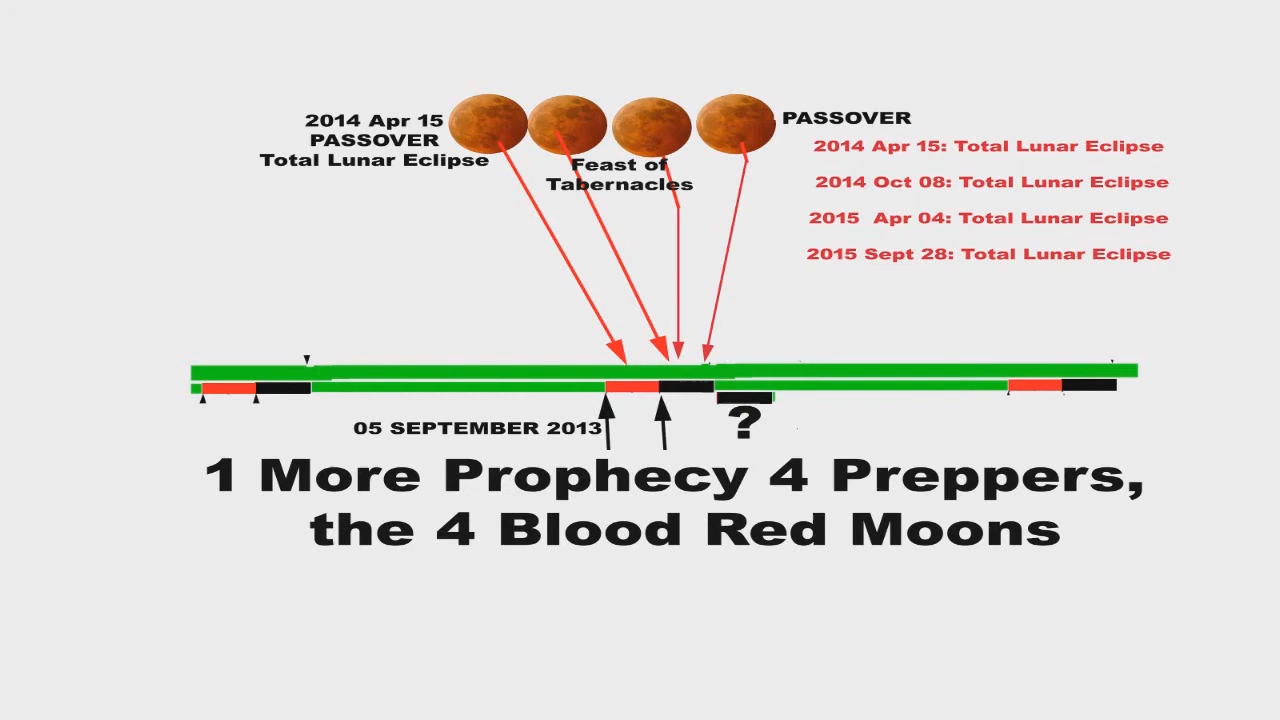 2014 Apr 15
PASSOVER
Total Lunar Eclipse
Feast of
Tabernacles
PASSOVER
2014 Apr 15: Total Lunar Eclipse
2014 Oct 08: Total Lunar Eclipse
2015 Apr 04: Total Lunar Eclipse
2015 Sept 28: Total Lunar Eclipse
05 SEPTEMBER 2013
?
1 More Prophecy 4 Preppers,
the 4 Blood Red Moons